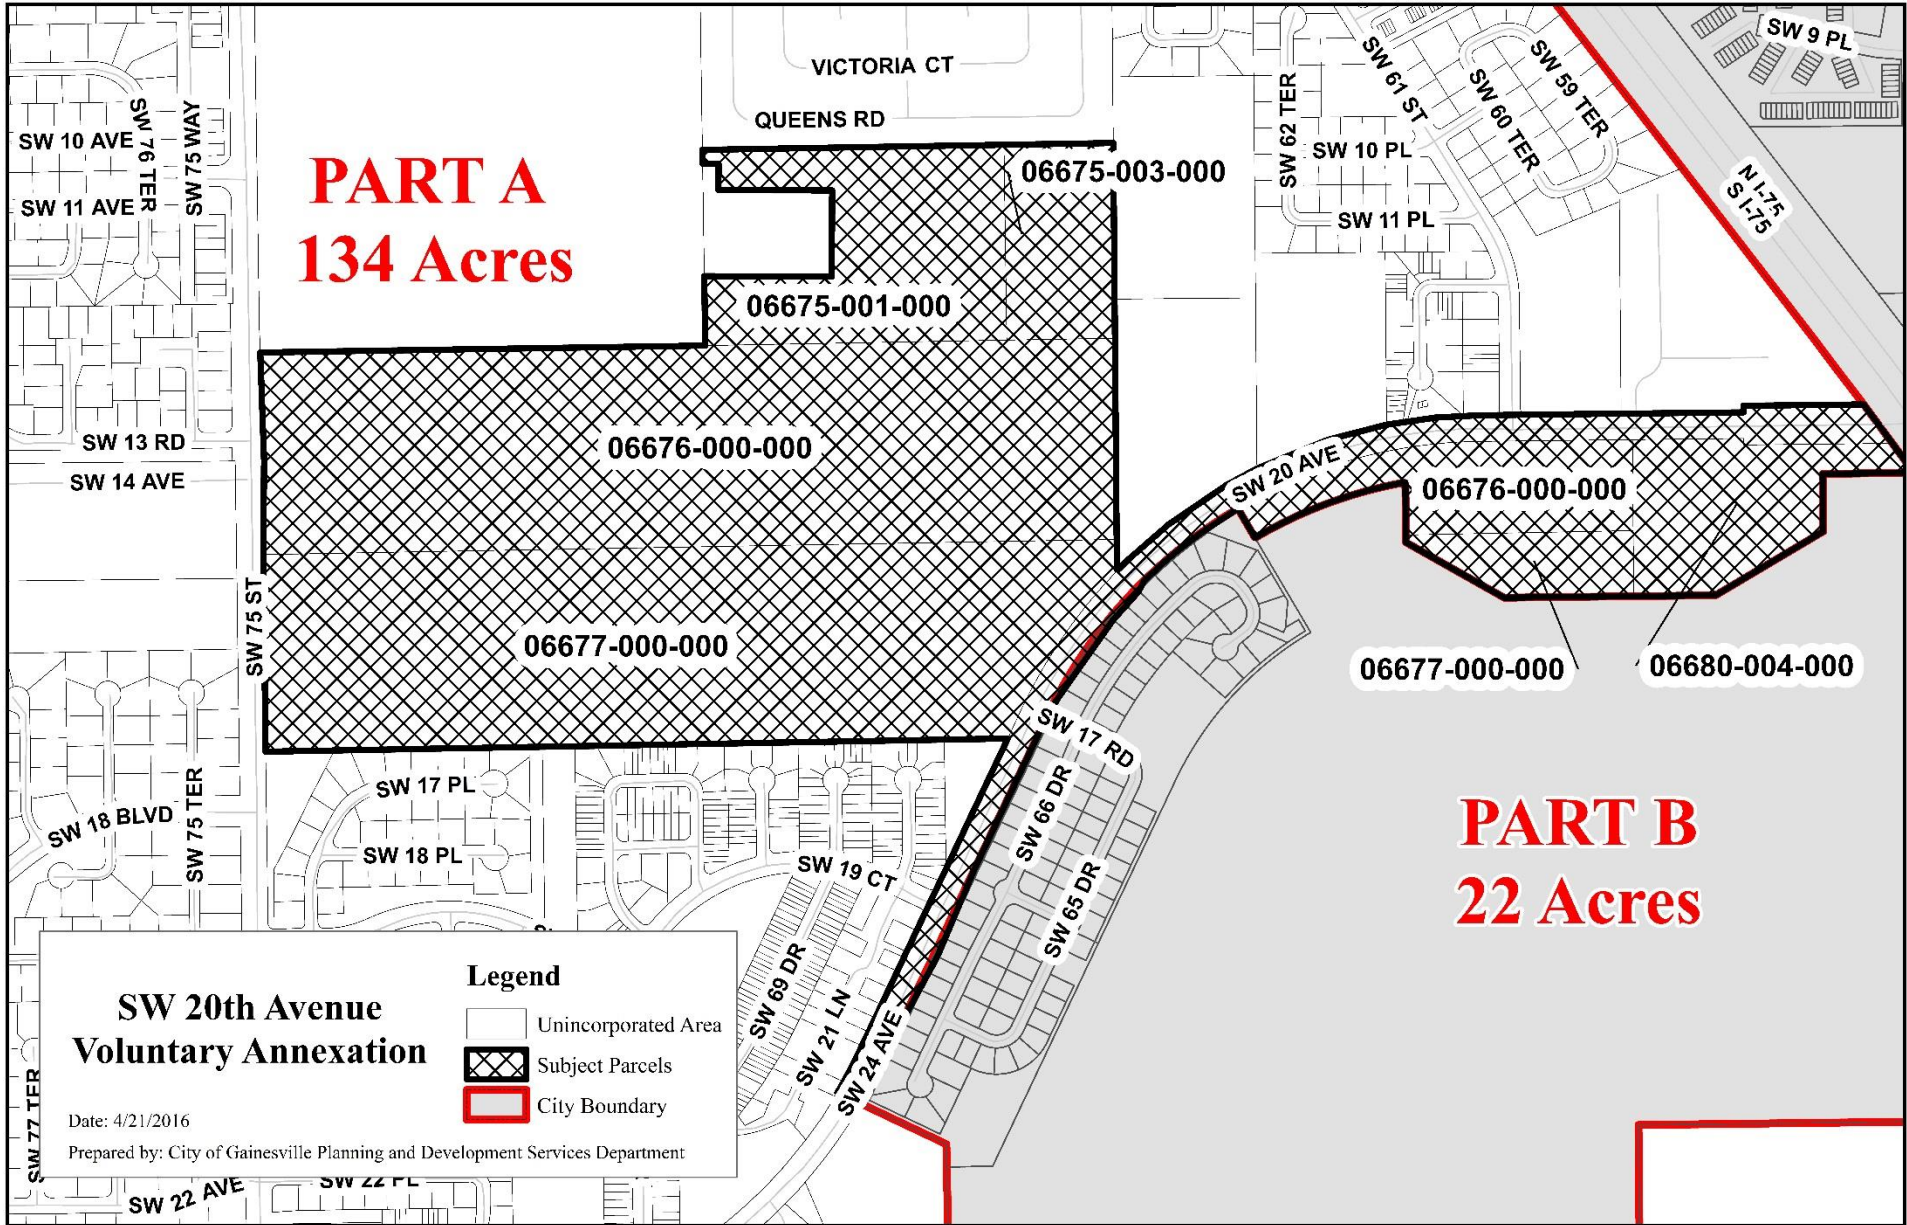 VICTORIA CT
QUEENS RD
SW 9 PL
SW 61 ST
SW 59 TER
SW 60 TER
SW 62 TER
SW 10 PL
SW 11 PL
N I-75
S I-75
SW 10 AVE
SW 76 TER
SW 75 WAY
SW 11 AVE
PART A
134 Acres
06675-003-000
06675-001-000
06676-000-000
SW 13 RD
SW 14 AVE
SW 20 AVE
06676-000-000
SW 75 ST
06677-000-000
06677-000-000
06680-004-000
SW 17 RD
SW 66 DR
SW 65 DR
PART B
22 Acres
SW 18 BLVD
SW 75 TER
SW 17 PL
SW 18 PL
SW 19 CT
SW 69 DR
SW 21 LN
SW 24 AVE
SW 20th Avenue
Voluntary Annexation
Legend
Unincorporated Area
Subject Parcels
City Boundary
Date: 4/21/2016
Prepared by: City of Gainesville Planning and Development Services Department
SW 77 TER
SW 22 AVE
SW 22 PL